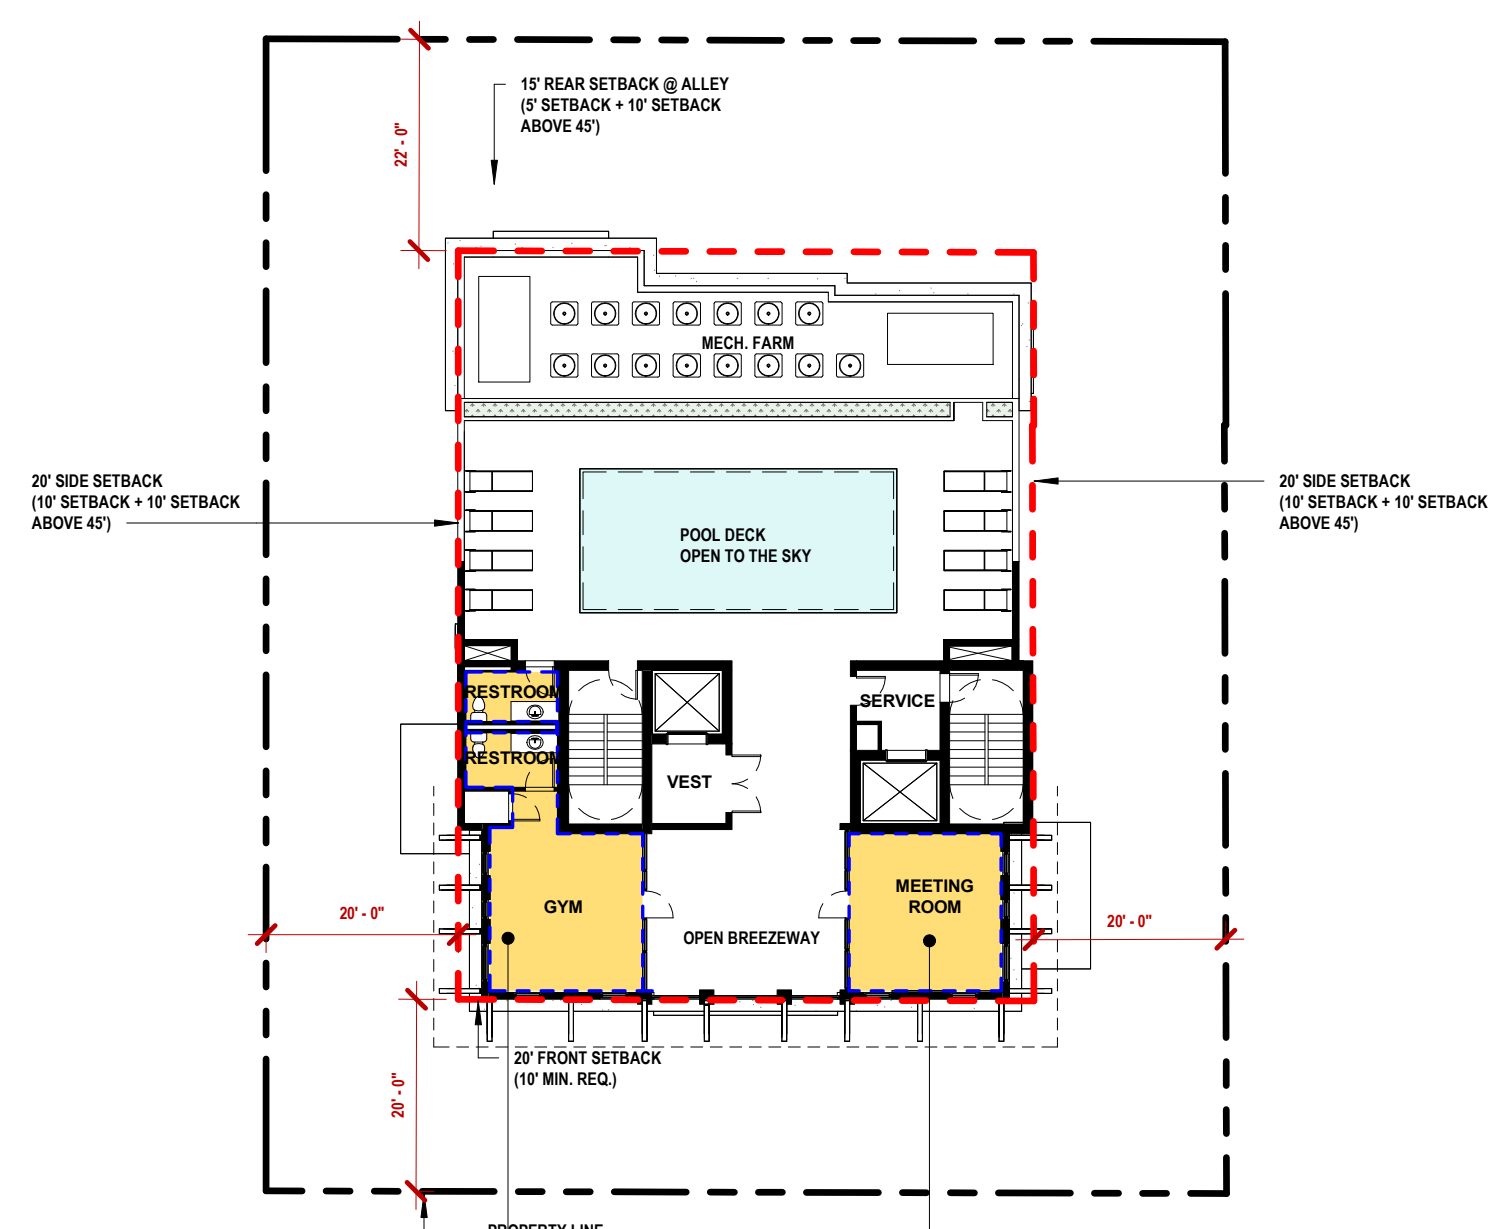 15' REAR SETBACK @ ALLEY
(5' SETBACK + 10' SETBACK
ABOVE 45')
22' - 0"
MECH. FARM
20' SIDE SETBACK
(10' SETBACK + 10' SETBACK
ABOVE 45')
20' SIDE SETBACK
(10' SETBACK + 10' SETBACK
ABOVE 45')
POOL DECK
OPEN TO THE SKY
RESTROOM
SERVICE
RESTROOM
VEST
GYM
MEETING
ROOM
20' - 0"
20' - 0"
OPEN BREEZEWAY
20' FRONT SETBACK
(10' MIN. REQ.)
20' - 0"
PROPERTY LINE